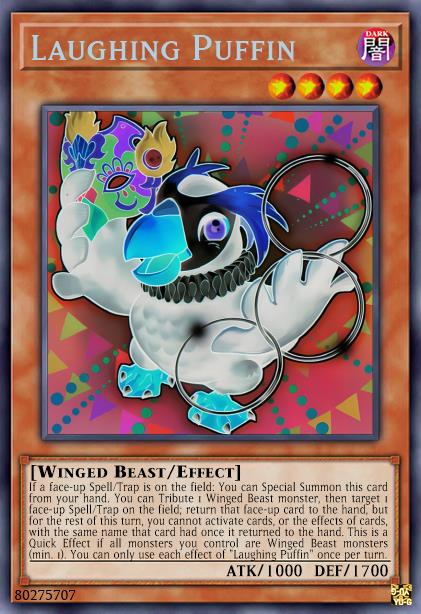 Laughing Puffin
DARK
闇
[Winged Beast/Effect]
If a face-up Spell/Trap is on the field: You can Special Summon this card
from your hand. You can Tribute 1 Winged Beast monster, then target 1
face-up Spell/Trap on the field; return that face-up card to the hand, but
for the rest of this turn, you cannot activate cards, or the effects of cards,
with the same name that card had once it returned to the hand. This is a
Quick Effect if all monsters you control are Winged Beast monsters
(min. 1). You can only use each effect of "Laughing Puffin" once per turn.
ATK/1000 DEF/1700
80275707